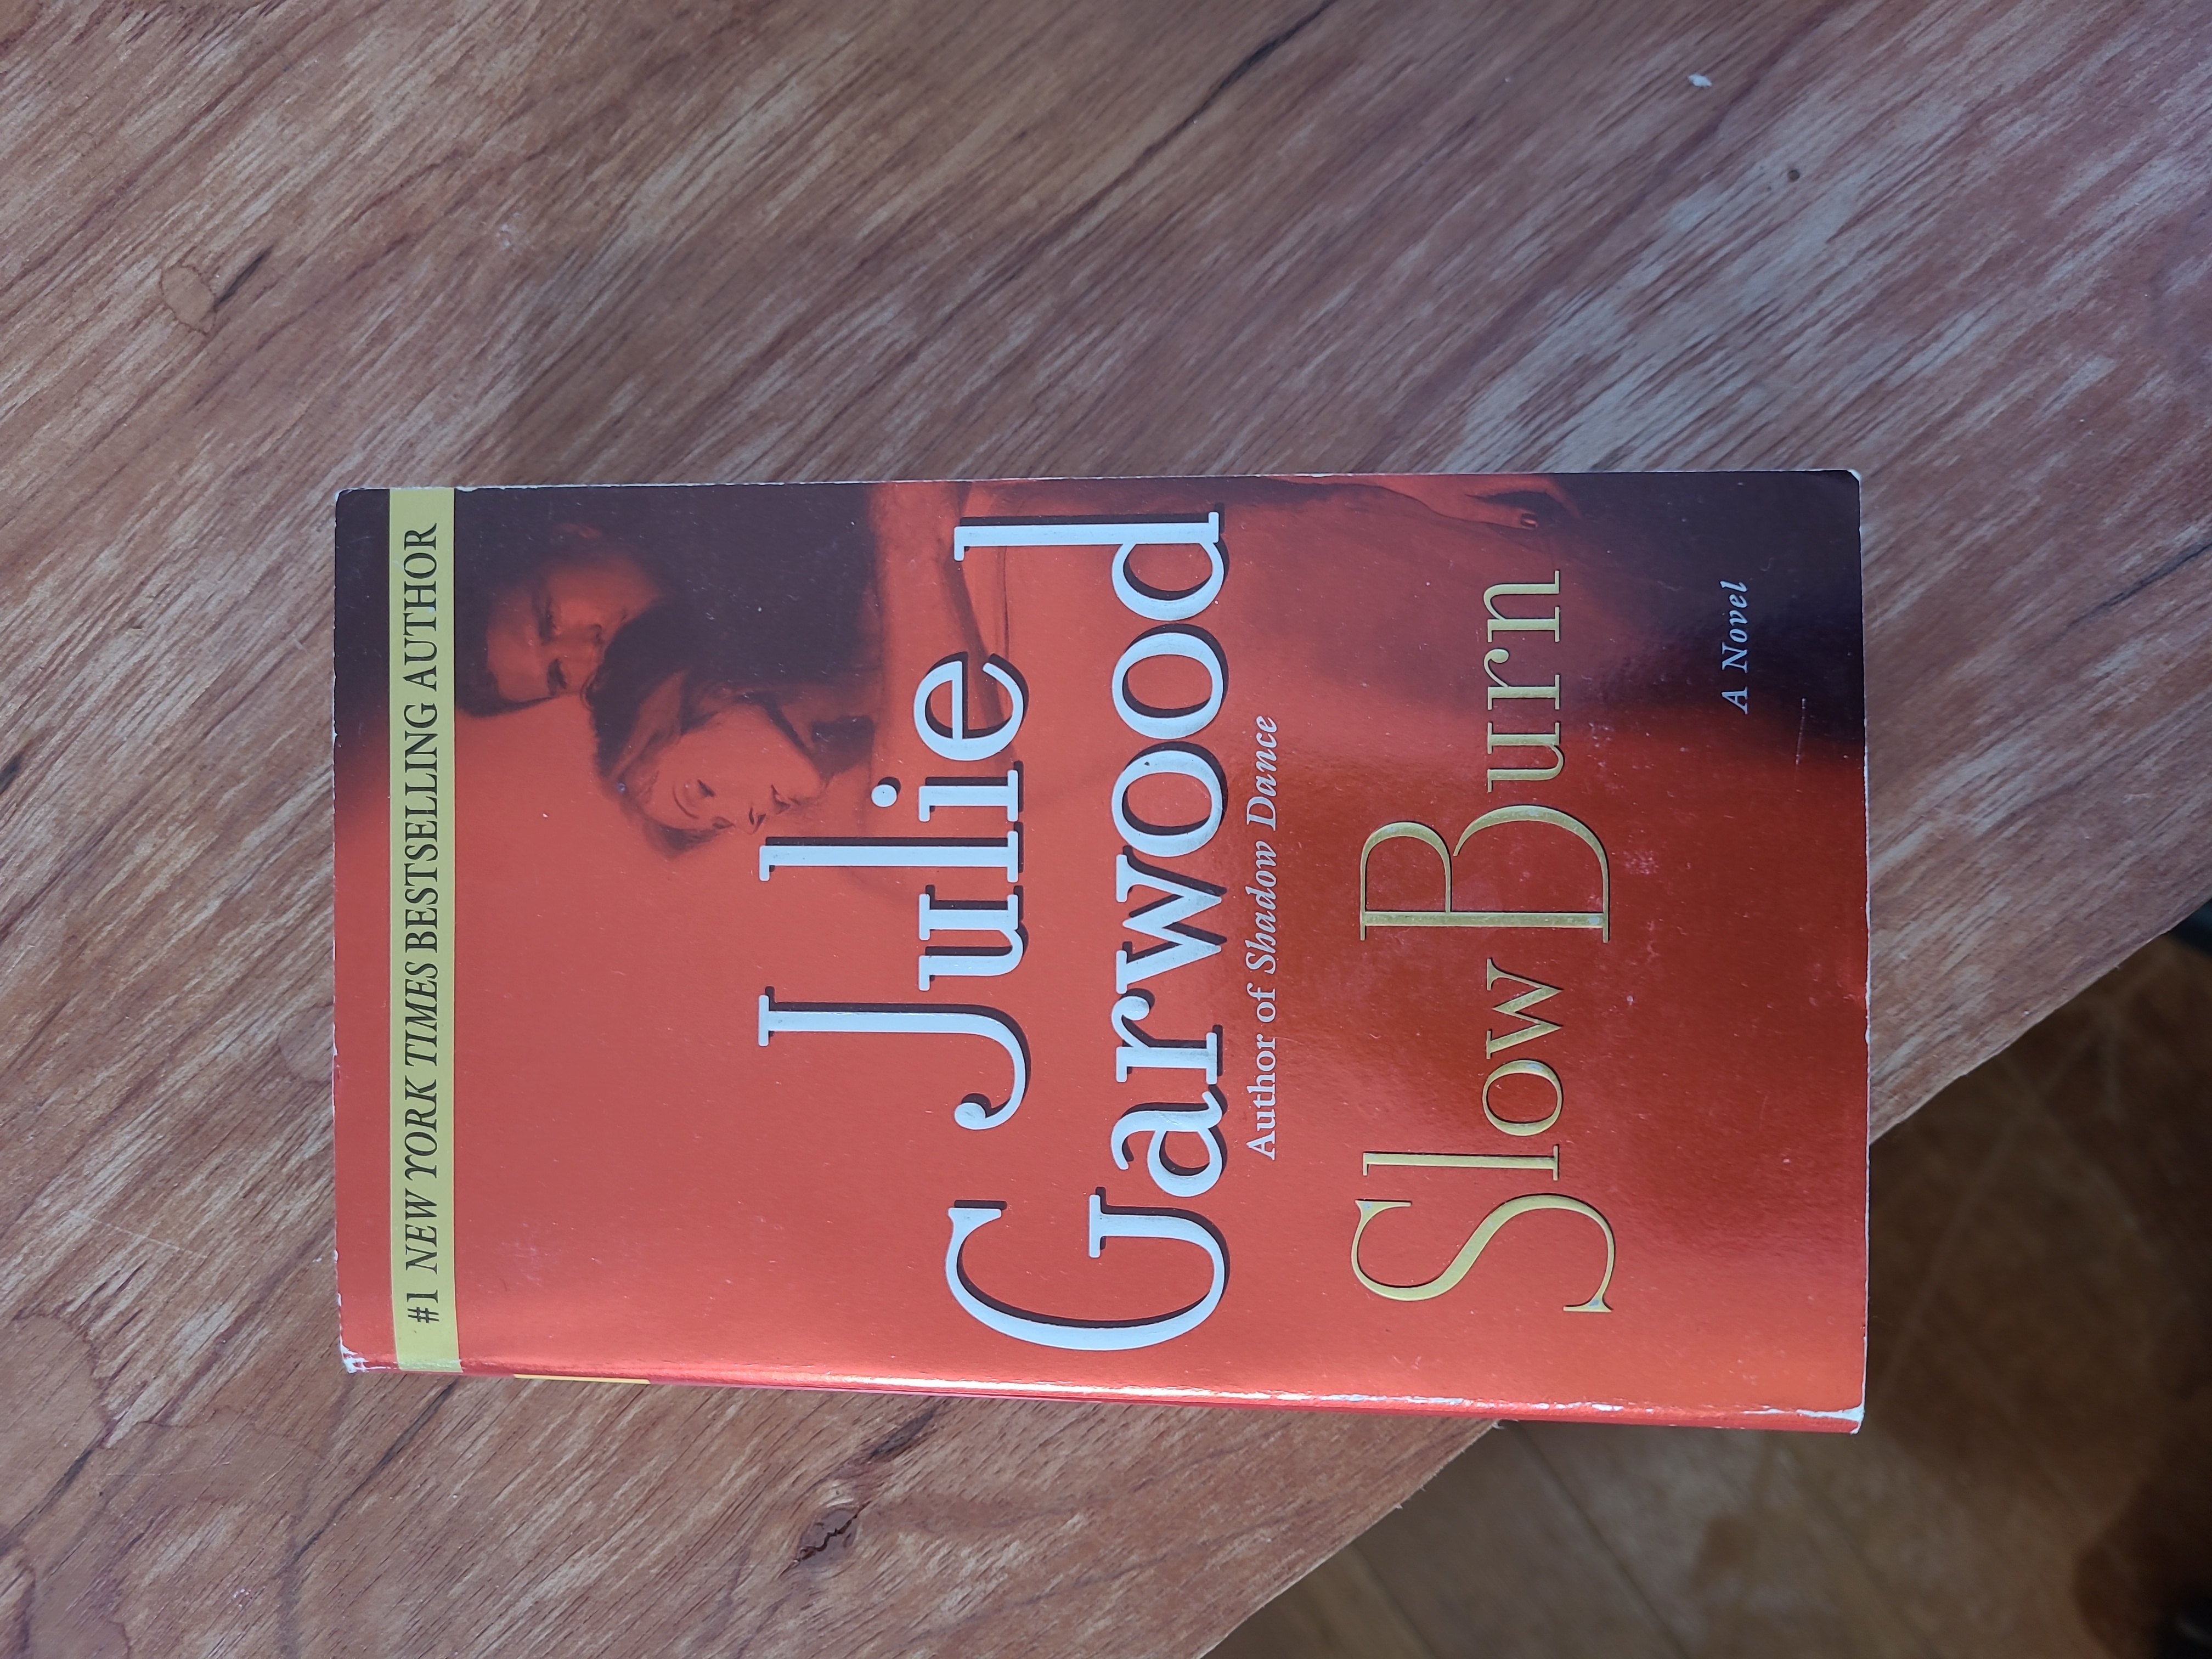 #1 NEW YORK TIMES BESTSELLING AUTHOR
Julie
Garwood
Author of Shadow Dance
Slow Burn
A Novel